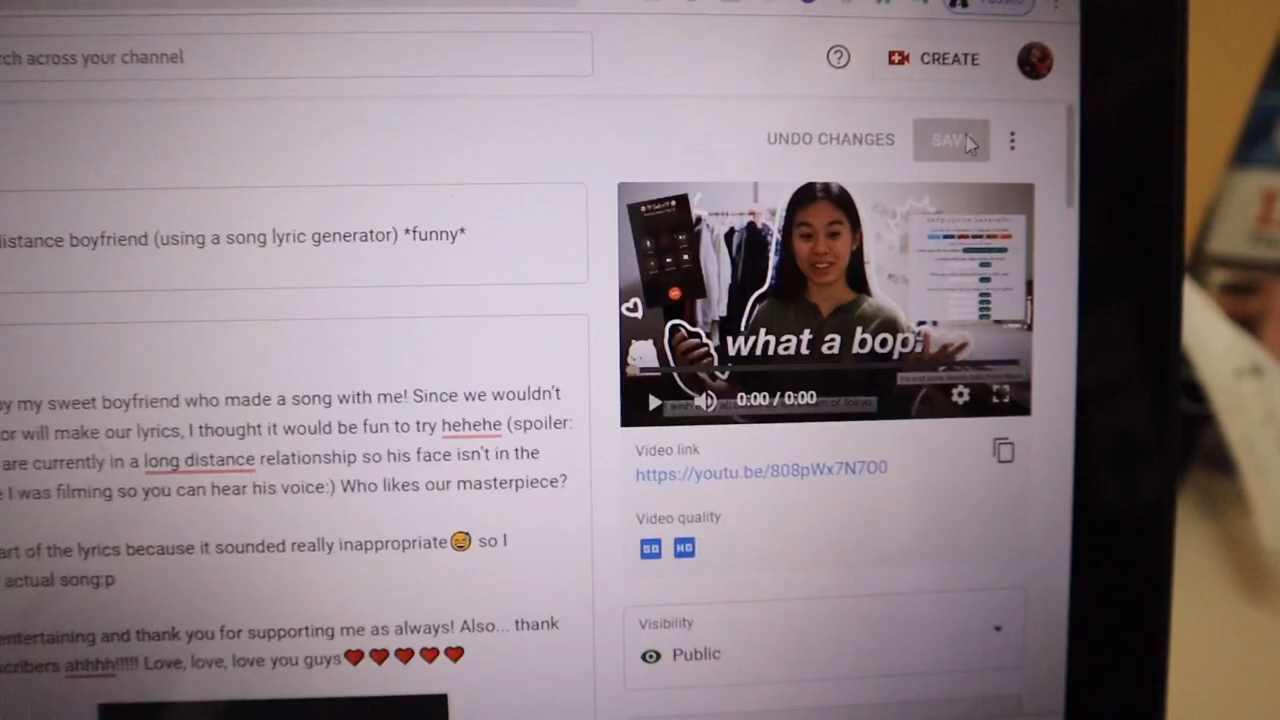 rch across your channel
CREATE
UNDO CHANGES
SAV
distance boyfriend (using a song lyric generator) *funny*
what a bop!
0:00 / 0:00
by my sweet boyfriend who made a song with me! Since we wouldn't
or will make our lyrics, I thought it would be fun to try hehehe (spoiler:
are currently in a long distance relationship so his face isn't in the
e I was filming so you can hear his voice:) Who likes our masterpiece?
art of the lyrics because it sounded really inappropriate😅 so I
actual song:p
entertaining and thank you for supporting me as always! Also... thank
scribers ahhhh!!!!! Love, love, love you guys❤❤❤❤❤
Video link
https://youtu.be/808pWx7N7O0
Video quality
SD HD
Visibility
Public